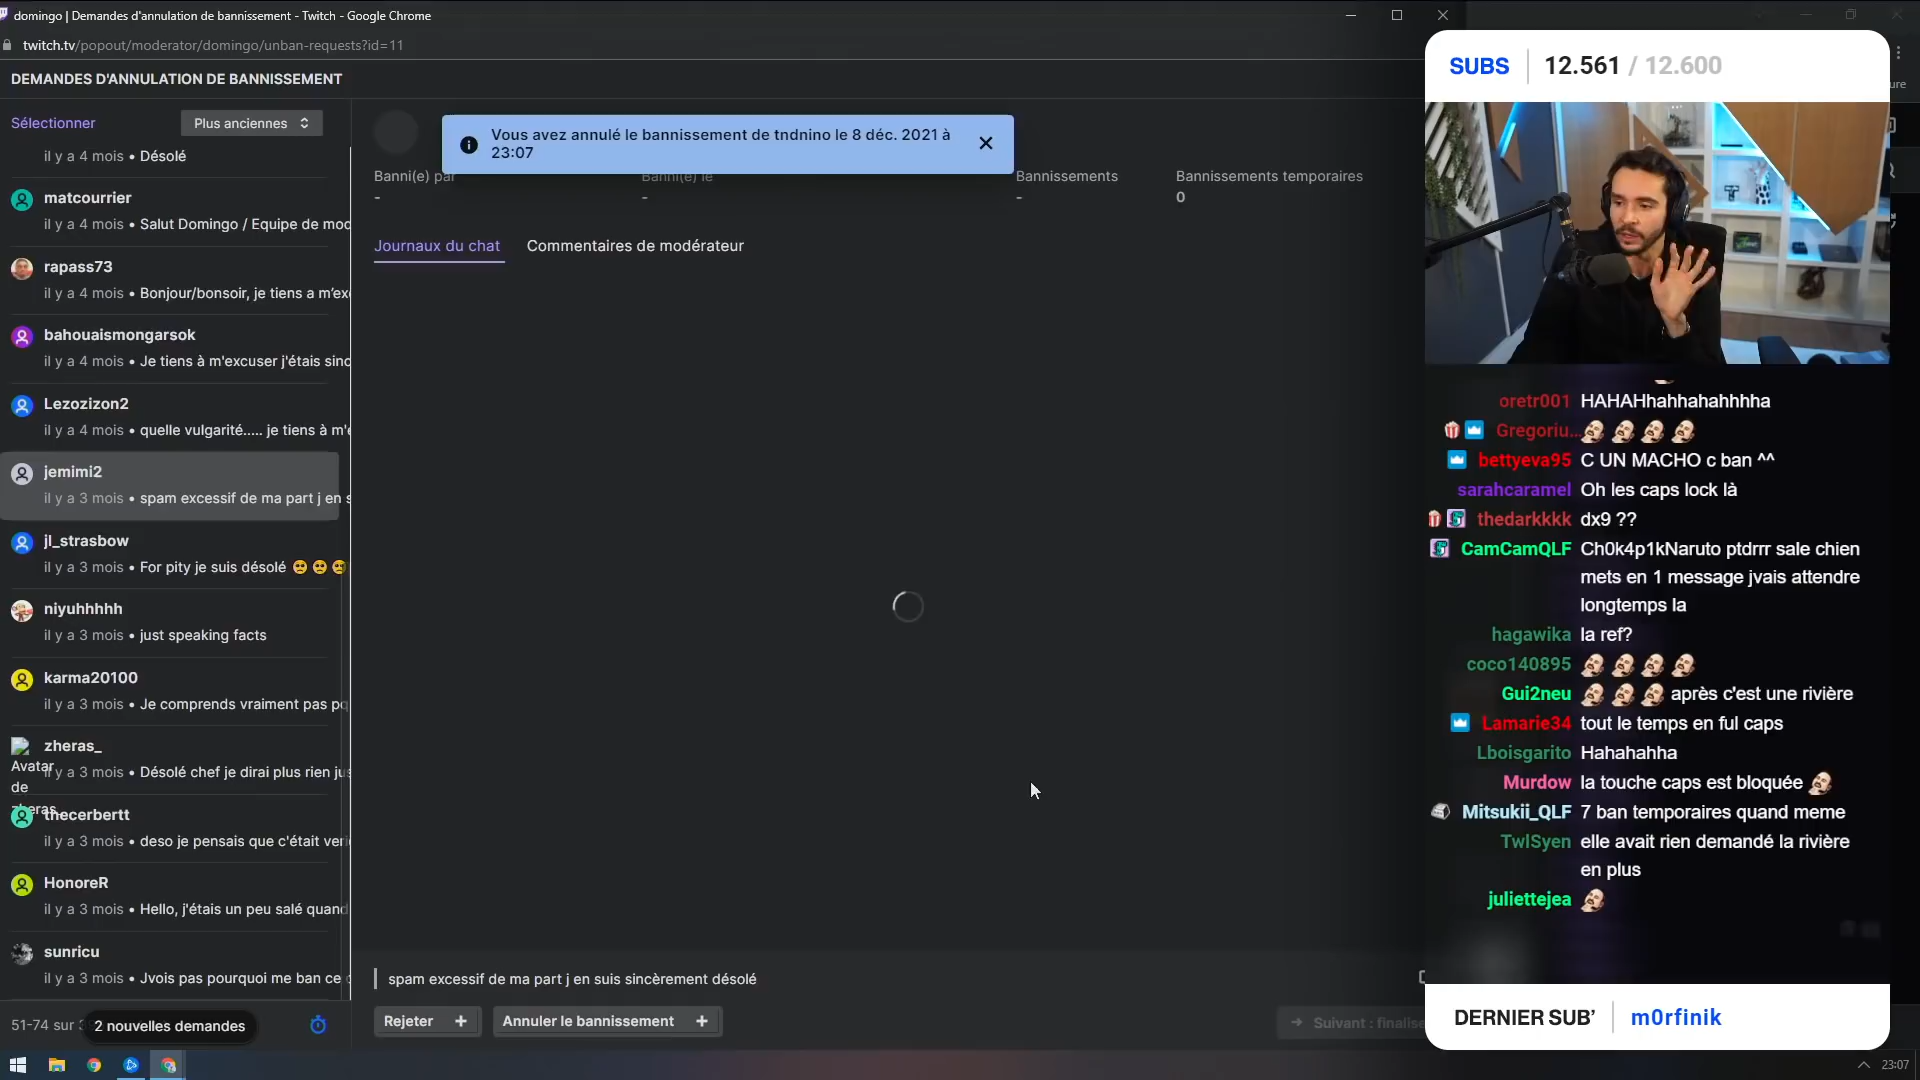 domingo | Demandes d'annulation de bannissement - Twitch - Google Chrome
twitch.tv/popout/moderator/domingo/unban-requests?id=11
DEMANDES D'ANNULATION DE BANNISSEMENT
Sélectionner
Plus anciennes
il y a 4 mois • Désolé
matcourrier
il y a 4 mois • Salut Domingo / Equipe de mod
rapass73
il y a 4 mois • Bonjour/bonsoir, je tiens a m'ex
bahouaismongarsok
il y a 4 mois • Je tiens à m'excuser j'étais sinc
Lezozizon2
il y a 4 mois • quelle vulgarité..... je tiens à m'e
jemimi2
il y a 3 mois • spam excessif de ma part j en s
jl_strasbow
il y a 3 mois • For pity je suis désolé 🥺 🥺 🥺
niyuhhhhh
il y a 3 mois • just speaking facts
karma20100
il y a 3 mois • Je comprends vraiment pas pq
zheras_
Avatar de zheras_
il y a 3 mois • Désolé chef je dirai plus rien ju
thecerbertt
il y a 3 mois • deso je pensais que c'était veri
HonoreR
il y a 3 mois • Hello, j'étais un peu salé quand
sunricu
il y a 3 mois • Jvois pas pourquoi me ban ce
51-74 sur 3
2 nouvelles demandes
Vous avez annulé le bannissement de tndnino le 8 déc. 2021 à
23:07
Banni(e) par
-
Banni(e) le
-
Bannissements
-
Bannissements temporaires
0
Journaux du chat
Commentaires de modérateur
spam excessif de ma part j en suis sincèrement désolé
Rejeter +
Annuler le bannissement +
Suivant : finalise
SUBS | 12.561 / 12.600
ure
oretr001 HAHAHhahhahahhhha
Gregoriu...
bettyeva95 C UN MACHO c ban ^^
sarahcaramel Oh les caps lock là
thedarkkkk dx9 ??
CamCamQLF Ch0k4p1kNaruto ptdrrr sale chien
mets en 1 message jvais attendre
longtemps la
hagawika la ref?
coco140895
Gui2neu après c'est une rivière
Lamarie34 tout le temps en ful caps
Lboisgarito Hahahahha
Murdow la touche caps est bloquée
Mitsukii_QLF 7 ban temporaires quand meme
TwlSyen elle avait rien demandé la rivière
en plus
juliettejea
DERNIER SUB' | m0rfinik
23:07